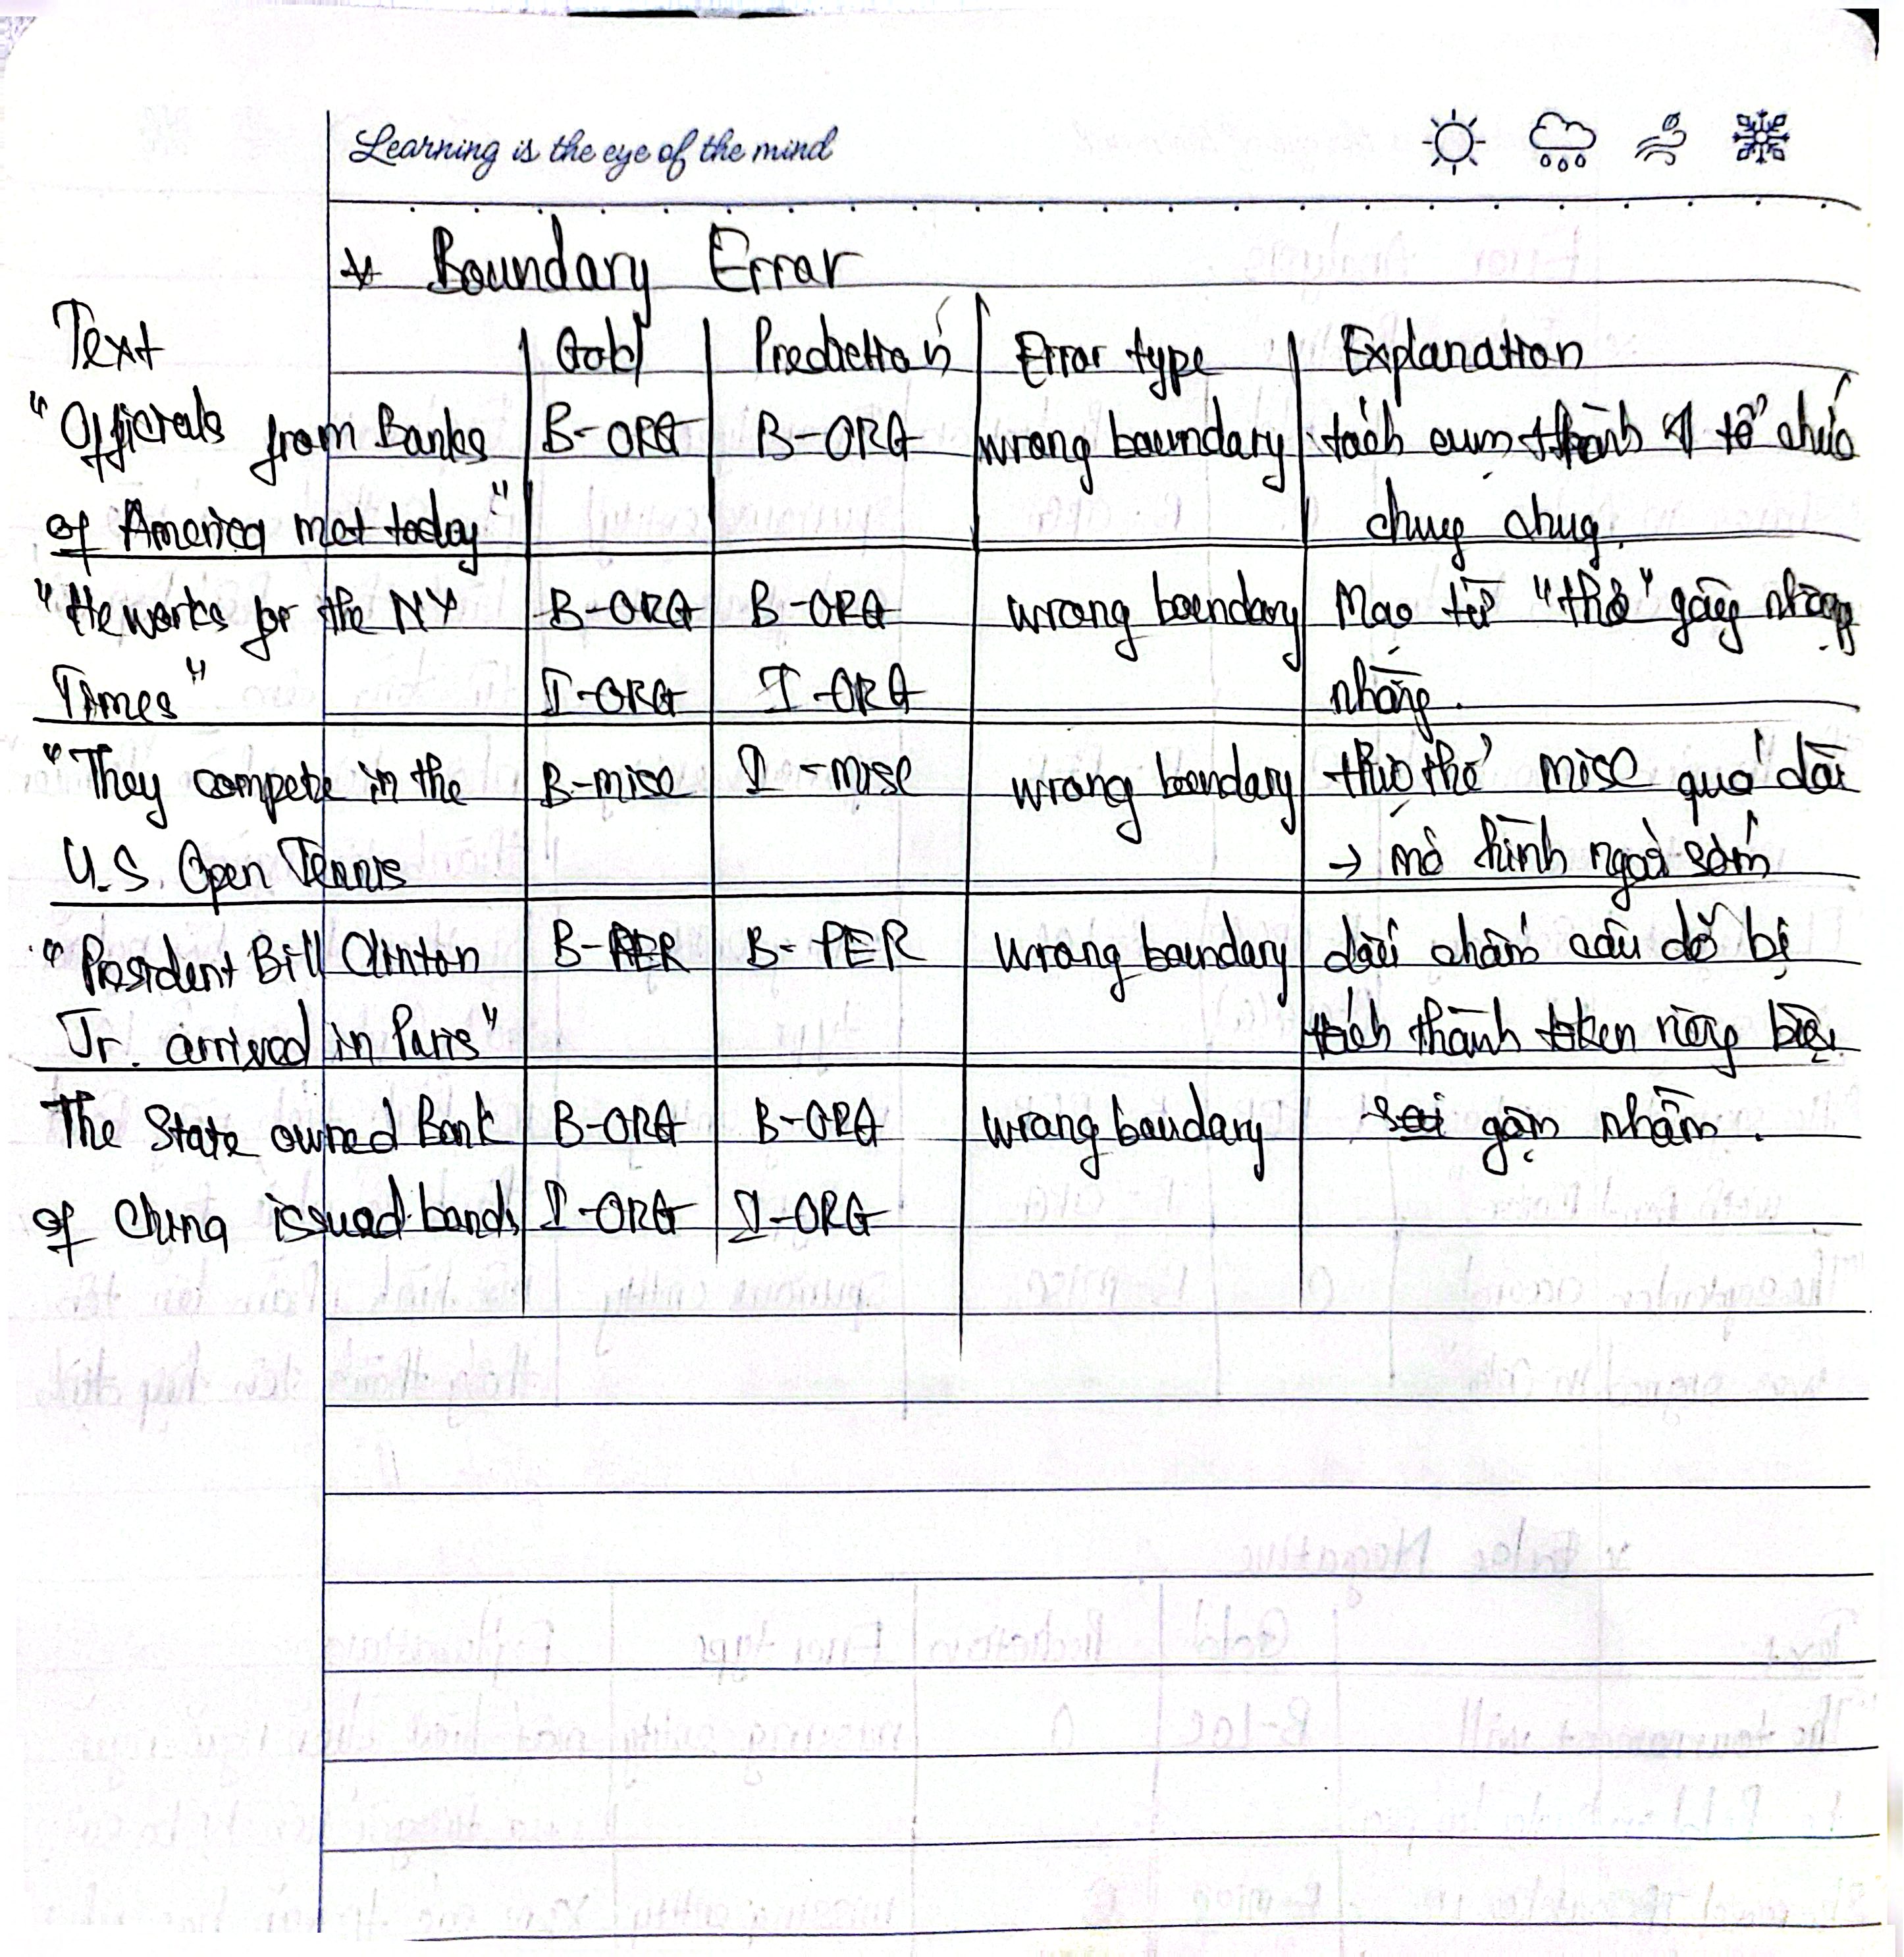 Learning is the eye of the mind
* Boundary Error
Text Gold Prediction Error type Explanation
"Officials from Banks B-ORG B-ORG wrong boundary tách cụm thành 1 tổ chức
of America met today" chung chung.
"He works for the NY B-ORG B-ORG wrong boundary Mạo từ "the" gây nhầm
Times" I-ORG I-ORG nhằng.
"They compete in the B-misc I-misc wrong boundary thực thể misc quá dài
U.S. Open Tennis → mô hình ngắt sớm
"President Bill Clinton B-PER B-PER wrong boundary dấu chấm câu dễ bị
Jr. arrived in Paris" tách thành token riêng biệt.
The State owned Bank B-ORG B-ORG wrong boundary gán nhãn.
of China issued bonds I-ORG I-ORG